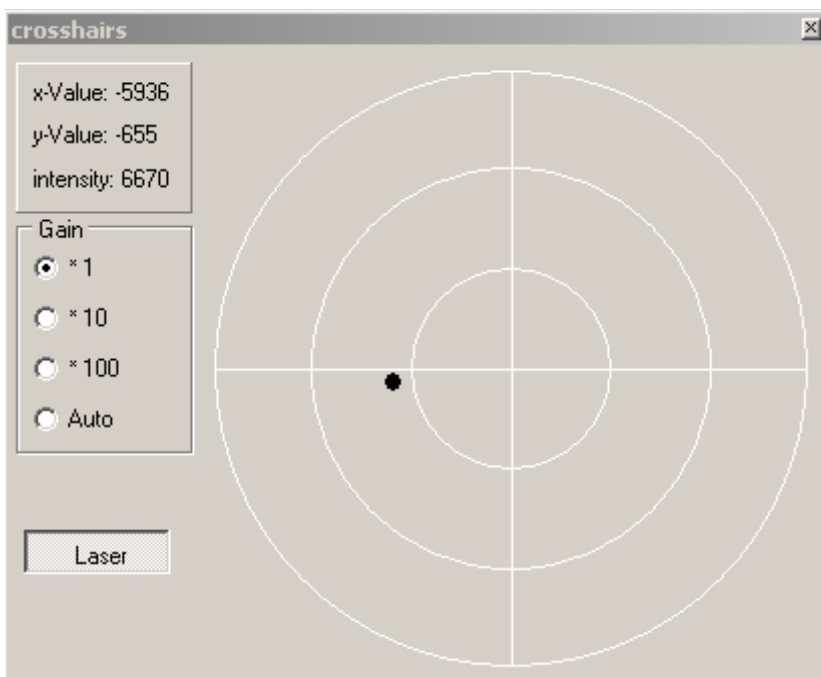 crosshairs
x-Value: -5936
y-Value: -655
intensity: 6670
Gain
* 1
* 10
* 100
Auto
Laser